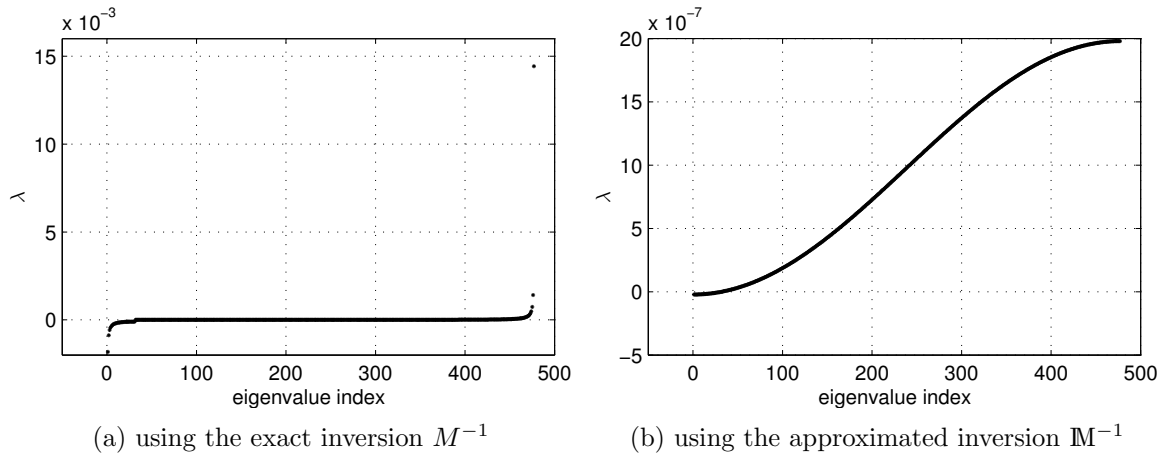 x 10⁻³
15
10
5
0
λ
0 100 200 300 400 500
eigenvalue index
(a) using the exact inversion M⁻¹
x 10⁻⁷
20
15
10
5
0
−5
λ
0 100 200 300 400 500
eigenvalue index
(b) using the approximated inversion 𝕀M⁻¹